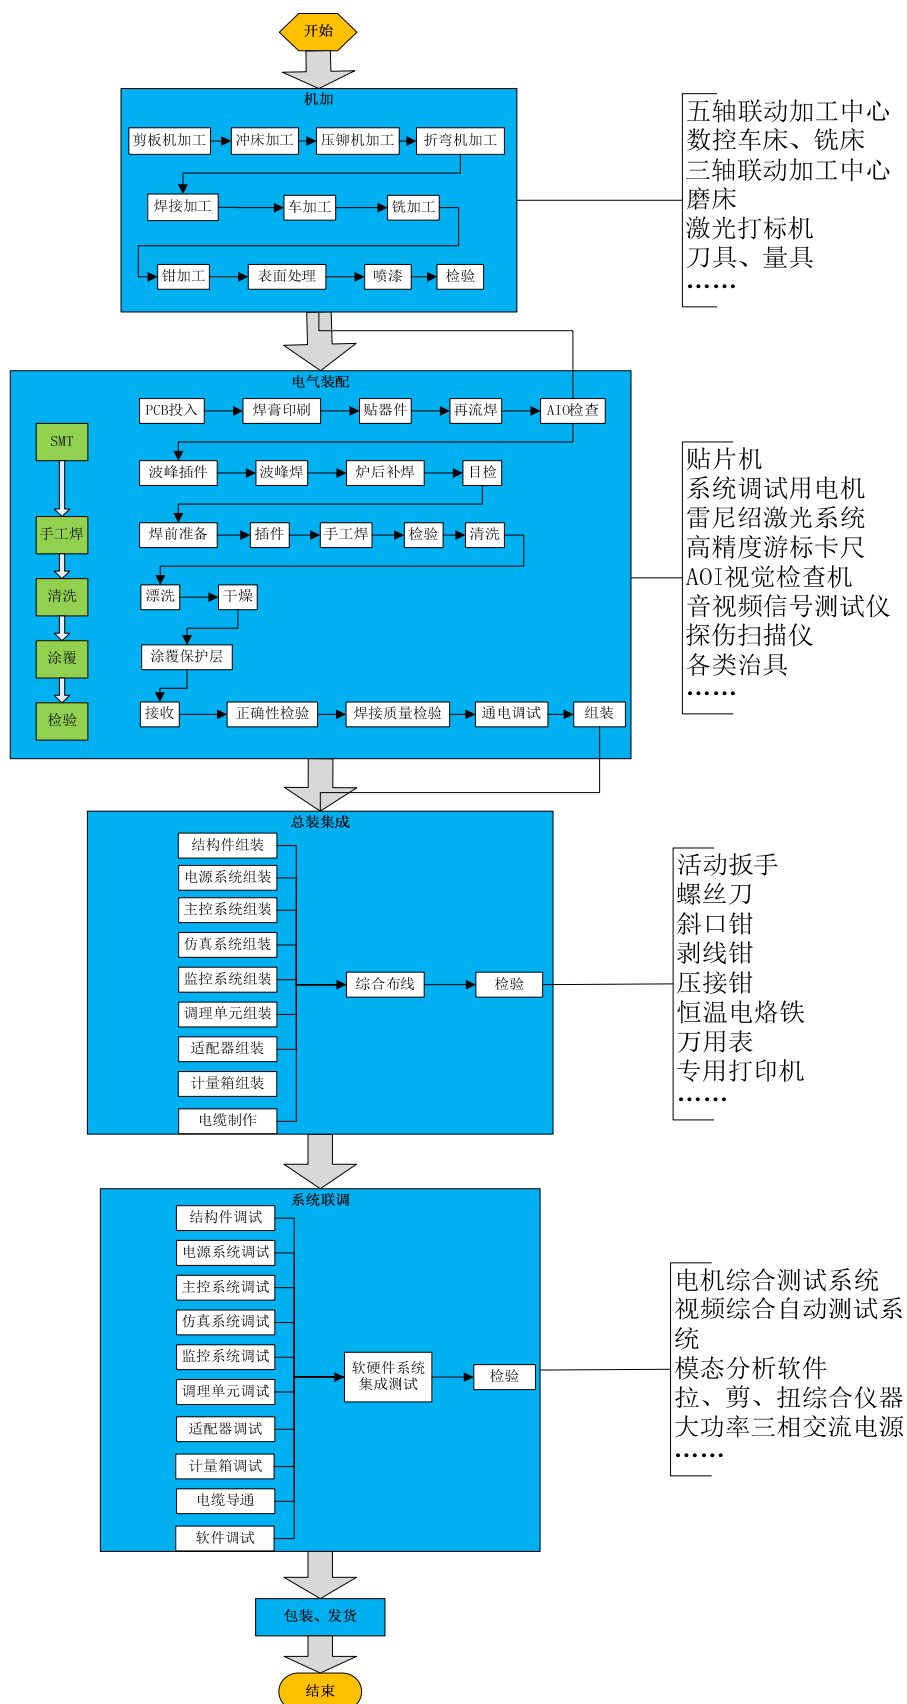 开始
机加
剪板机加工
冲床加工
压铆机加工
折弯机加工
焊接加工
车加工
铣加工
钳加工
表面处理
喷漆
检验
五轴联动加工中心
数控车床、铣床
三轴联动加工中心
磨床
激光打标机
刀具、量具
……
电气装配
SMT
手工焊
清洗
涂覆
检验
PCB投入
焊膏印刷
贴器件
再流焊
AIO检查
波峰插件
波峰焊
炉后补焊
目检
焊前准备
插件
手工焊
检验
清洗
漂洗
干燥
涂覆保护层
接收
正确性检验
焊接质量检验
通电调试
组装
贴片机
系统调试用电机
雷尼绍激光系统
高精度游标卡尺
AOI视觉检查机
音视频信号测试仪
探伤扫描仪
各类治具
……
总装集成
结构件组装
电源系统组装
主控系统组装
仿真系统组装
监控系统组装
调理单元组装
适配器组装
计量箱组装
电缆制作
综合布线
检验
活动扳手
螺丝刀
斜口钳
剥线钳
压接钳
恒温电烙铁
万用表
专用打印机
……
系统联调
结构件调试
电源系统调试
主控系统调试
仿真系统调试
监控系统调试
调理单元调试
适配器调试
计量箱调试
电缆导通
软件调试
软硬件系统
集成测试
检验
电机综合测试系统
视频综合自动测试系
统
模态分析软件
拉、剪、扭综合仪器
大功率三相交流电源
……
包装、发货
结束